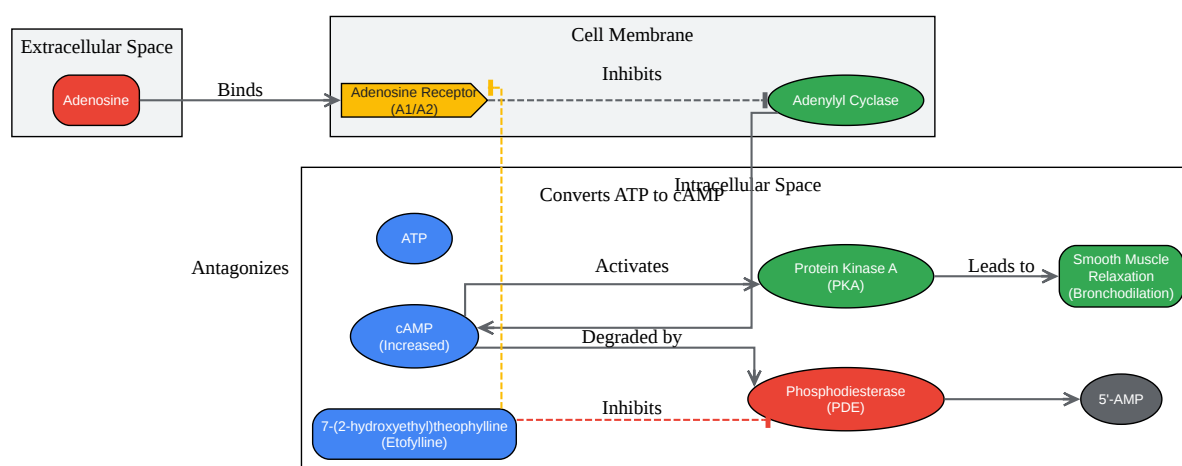 Extracellular Space
Adenosine
Binds
Cell Membrane
Adenosine Receptor
(A1/A2)
Inhibits
Adenylyl Cyclase
Intracellular Space
Converts ATP to cAMP
ATP
Antagonizes
Activates
Protein Kinase A
(PKA)
Leads to
Smooth Muscle
Relaxation
(Bronchodilation)
cAMP
(Increased)
Degraded by
Phosphodiesterase
(PDE)
5'-AMP
7-(2-hydroxyethyl)theophylline
(Etofylline)
Inhibits